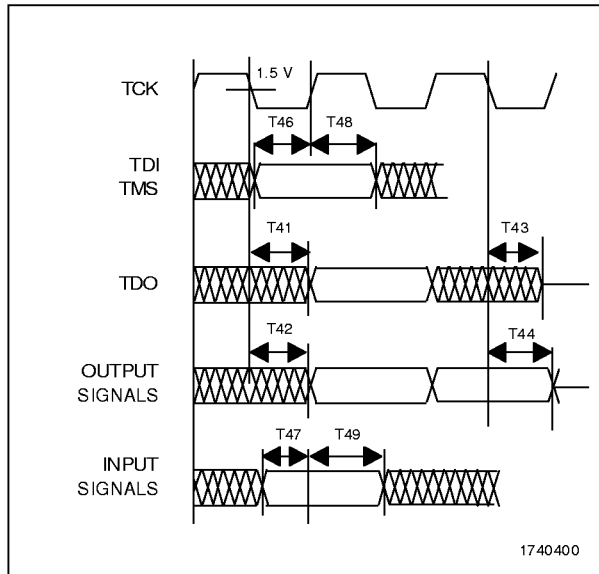 TCK
1.5 V
T46
T48
TDI
TMS
T41
T43
TDO
T42
T44
OUTPUT
SIGNALS
T47
T49
INPUT
SIGNALS
1740400